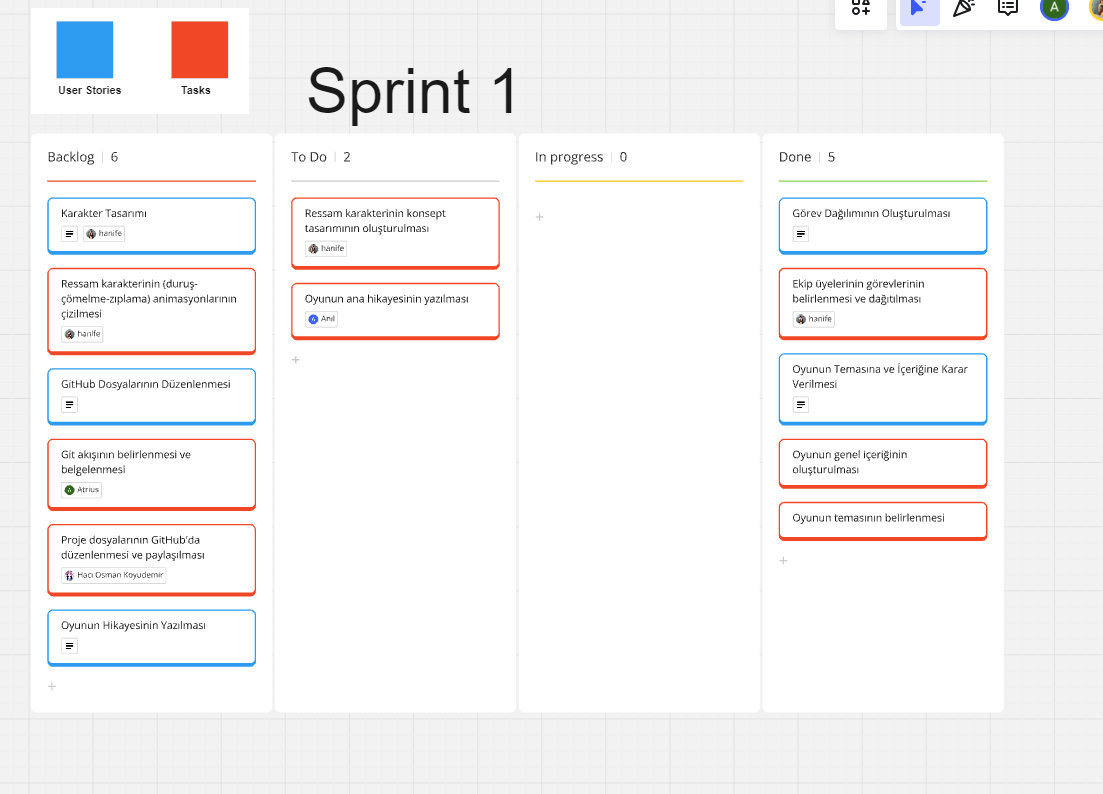 User Stories
Tasks
Sprint 1
A
Backlog | 6
Karakter Tasarımı
hanife
Ressam karakterinin (duruş-
çömelme-zıplama) animasyonlarının
çizilmesi
hanife
GitHub Dosyalarının Düzenlenmesi
Git akışının belirlenmesi ve
belgelenmesi
Atrius
Proje dosyalarının GitHub'da
düzenlenmesi ve paylaşılması
Hacı Osman Koyudemir
Oyunun Hikayesinin Yazılması
+
To Do | 2
Ressam karakterinin konsept
tasarımının oluşturulması
hanife
Oyunun ana hikayesinin yazılması
A Anıl
+
In progress | 0
+
Done | 5
Görev Dağılımının Oluşturulması
Ekip üyelerinin görevlerinin
belirlenmesi ve dağıtılması
hanife
Oyunun Temasına ve İçeriğine Karar
Verilmesi
Oyunun genel içeriğinin
oluşturulması
Oyunun temasının belirlenmesi
+